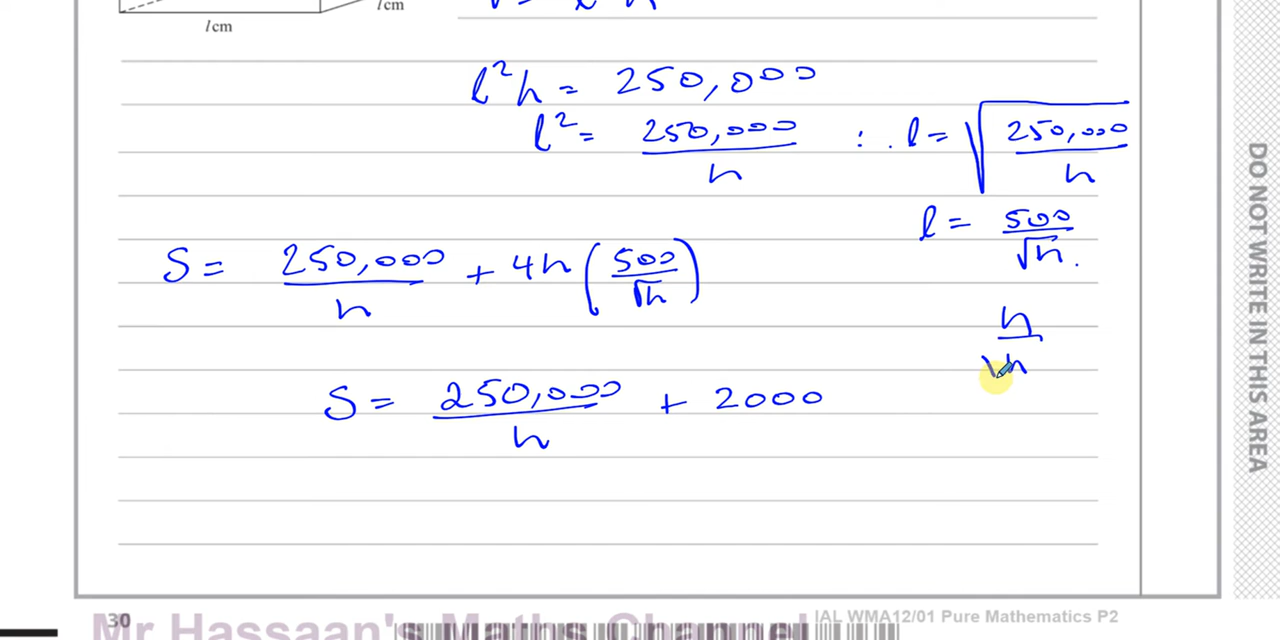 l cm
l cm
l²h = 250,000
l² = 250,000/h ∴ l = √(250,000/h)
l = 500/√h.
S = 250,000/h + 4h(500/√h)
h/√h
S = 250,000/h + 2000
DO NOT WRITE IN THIS AREA
30
Mr Hassaan's Maths Channel
IAL WMA12/01 Pure Mathematics P2